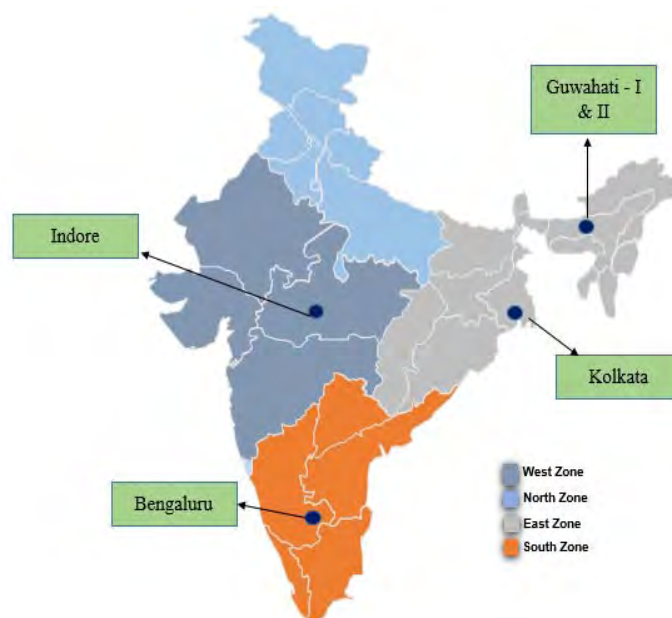 Guwahati - I
& II
Indore
Kolkata
Bengaluru
West Zone
North Zone
East Zone
South Zone